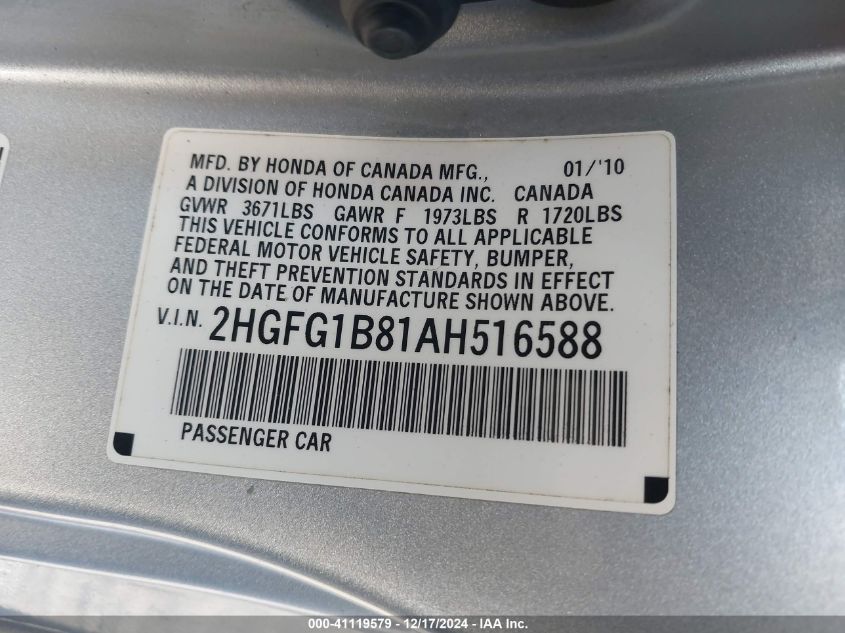 MFD. BY HONDA OF CANADA MFG., 01/'10
A DIVISION OF HONDA CANADA INC. CANADA
GVWR 3671LBS GAWR F 1973LBS R 1720LBS
THIS VEHICLE CONFORMS TO ALL APPLICABLE
FEDERAL MOTOR VEHICLE SAFETY, BUMPER,
AND THEFT PREVENTION STANDARDS IN EFFECT
ON THE DATE OF MANUFACTURE SHOWN ABOVE.
V.I.N. 2HGFG1B81AH516588
PASSENGER CAR
000-41119579 - 12/17/2024 - IAA Inc.